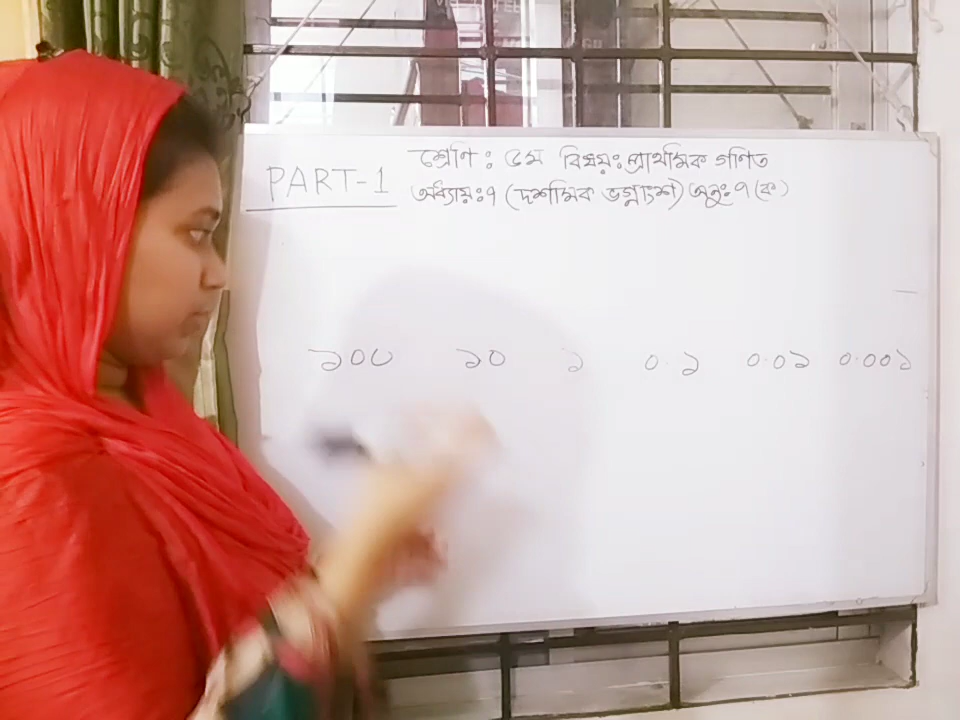 PART-1
শ্রেণি : ৫ম বিষয়ঃ প্রাথমিক গণিত
অধ্যায়ঃ ৭ (দশমিক ভগ্নাংশ) অনুঃ ৭ (ক)
১০০ ১০ ১ ০.১ ০.০১ ০.০০১